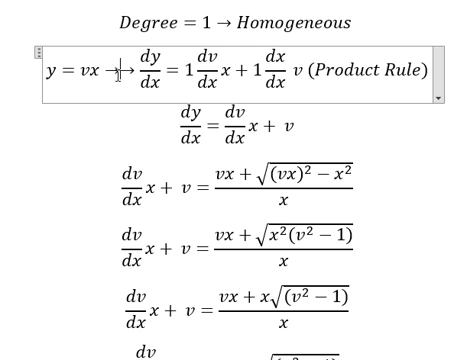 Degree = 1 → Homogeneous
y = vx →→ dy/dx = 1 dv/dx x + 1 dx/dx v (Product Rule)
dy/dx = dv/dx x + v
dv/dx x + v = (vx + √((vx)² − x²))/x
dv/dx x + v = (vx + √(x²(v² − 1)))/x
dv/dx x + v = (vx + x√((v² − 1)))/x
dv